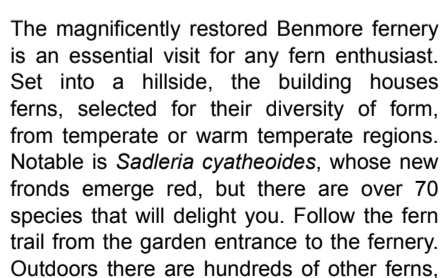 The magnificently restored Benmore fernery
is an essential visit for any fern enthusiast.
Set into a hillside, the building houses
ferns, selected for their diversity of form,
from temperate or warm temperate regions.
Notable is Sadleria cyatheoides, whose new
fronds emerge red, but there are over 70
species that will delight you. Follow the fern
trail from the garden entrance to the fernery.
Outdoors there are hundreds of other ferns,